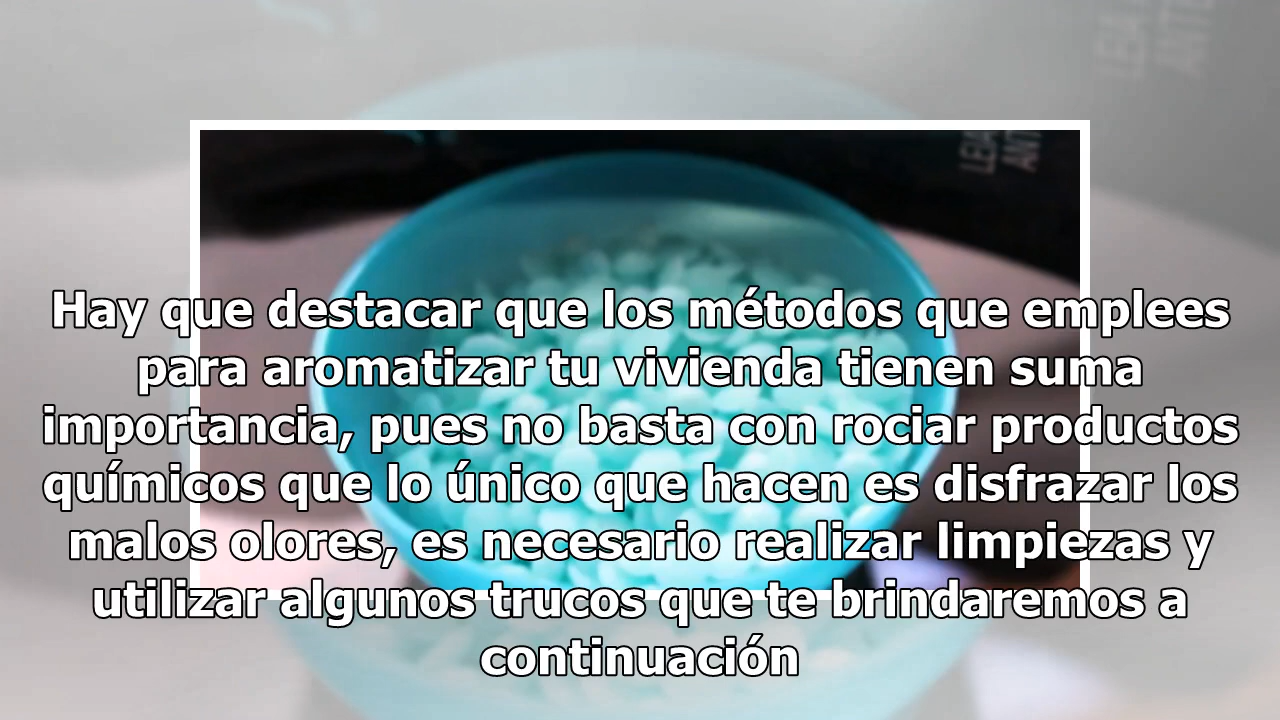 Hay que destacar que los métodos que emplees
para aromatizar tu vivienda tienen suma
importancia, pues no basta con rociar productos
químicos que lo único que hacen es disfrazar los
malos olores, es necesario realizar limpiezas y
utilizar algunos trucos que te brindaremos a
continuación